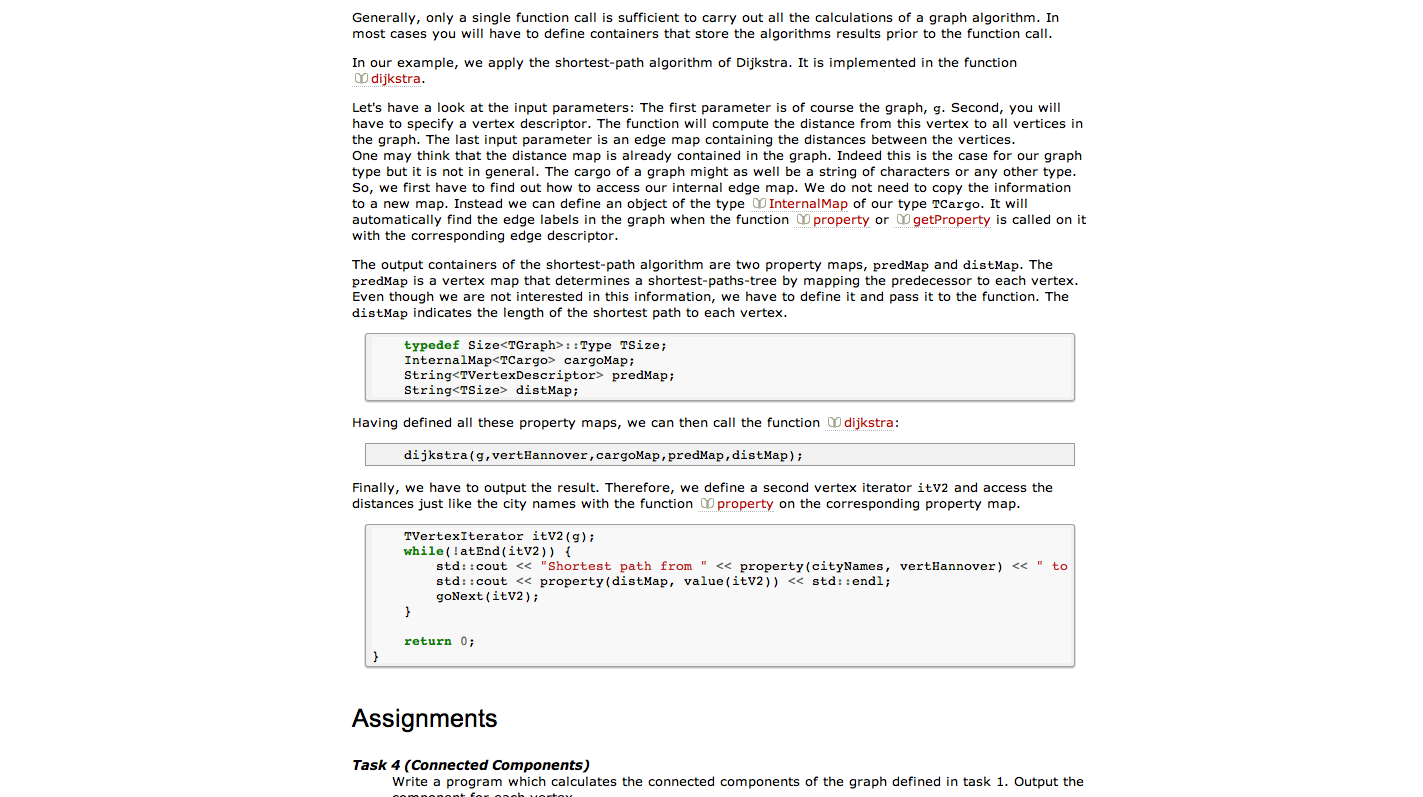 Generally, only a single function call is sufficient to carry out all the calculations of a graph algorithm. In
most cases you will have to define containers that store the algorithms results prior to the function call.
In our example, we apply the shortest-path algorithm of Dijkstra. It is implemented in the function
dijkstra.
Let's have a look at the input parameters: The first parameter is of course the graph, g. Second, you will
have to specify a vertex descriptor. The function will compute the distance from this vertex to all vertices in
the graph. The last input parameter is an edge map containing the distances between the vertices.
One may think that the distance map is already contained in the graph. Indeed this is the case for our graph
type but it is not in general. The cargo of a graph might as well be a string of characters or any other type.
So, we first have to find out how to access our internal edge map. We do not need to copy the information
to a new map. Instead we can define an object of the type InternalMap of our type TCargo. It will
automatically find the edge labels in the graph when the function property or getProperty is called on it
with the corresponding edge descriptor.
The output containers of the shortest-path algorithm are two property maps, predMap and distMap. The
predMap is a vertex map that determines a shortest-paths-tree by mapping the predecessor to each vertex.
Even though we are not interested in this information, we have to define it and pass it to the function. The
distMap indicates the length of the shortest path to each vertex.
typedef Size<TGraph>::Type TSize;
InternalMap<TCargo> cargoMap;
String<TVertexDescriptor> predMap;
String<TSize> distMap;
Having defined all these property maps, we can then call the function dijkstra:
dijkstra(g,vertHannover,cargoMap,predMap,distMap);
Finally, we have to output the result. Therefore, we define a second vertex iterator itV2 and access the
distances just like the city names with the function property on the corresponding property map.
TVertexIterator itV2(g);
while(!atEnd(itV2)) {
std::cout << "Shortest path from " << property(cityNames, vertHannover) << " to
std::cout << property(distMap, value(itV2)) << std::endl;
goNext(itV2);
}
return 0;
}
Assignments
Task 4 (Connected Components)
Write a program which calculates the connected components of the graph defined in task 1. Output the
component for each vertex.